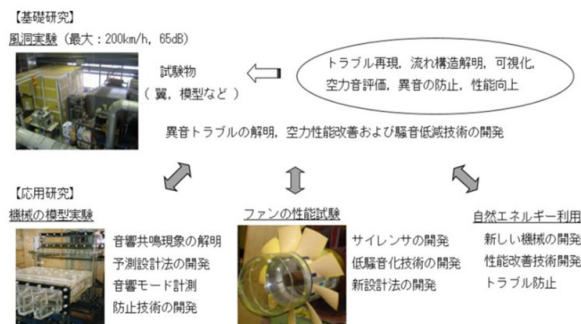 【基礎研究】
風洞実験（最大：200km/h，65dB）
試験物
（ 翼，模型など ）
トラブル再現，流れ構造解明，可視化，
空力音評価，異音の防止，性能向上
異音トラブルの解明，空力性能改善および騒音低減技術の開発
【応用研究】
機械の模型実験
音響共鳴現象の解明
予測設計法の開発
音響モード計測
防止技術の開発
ファンの性能試験
サイレンサの開発
低騒音化技術の開発
新設計法の開発
自然エネルギー利用
新しい機械の開発
性能改善技術開発
トラブル防止